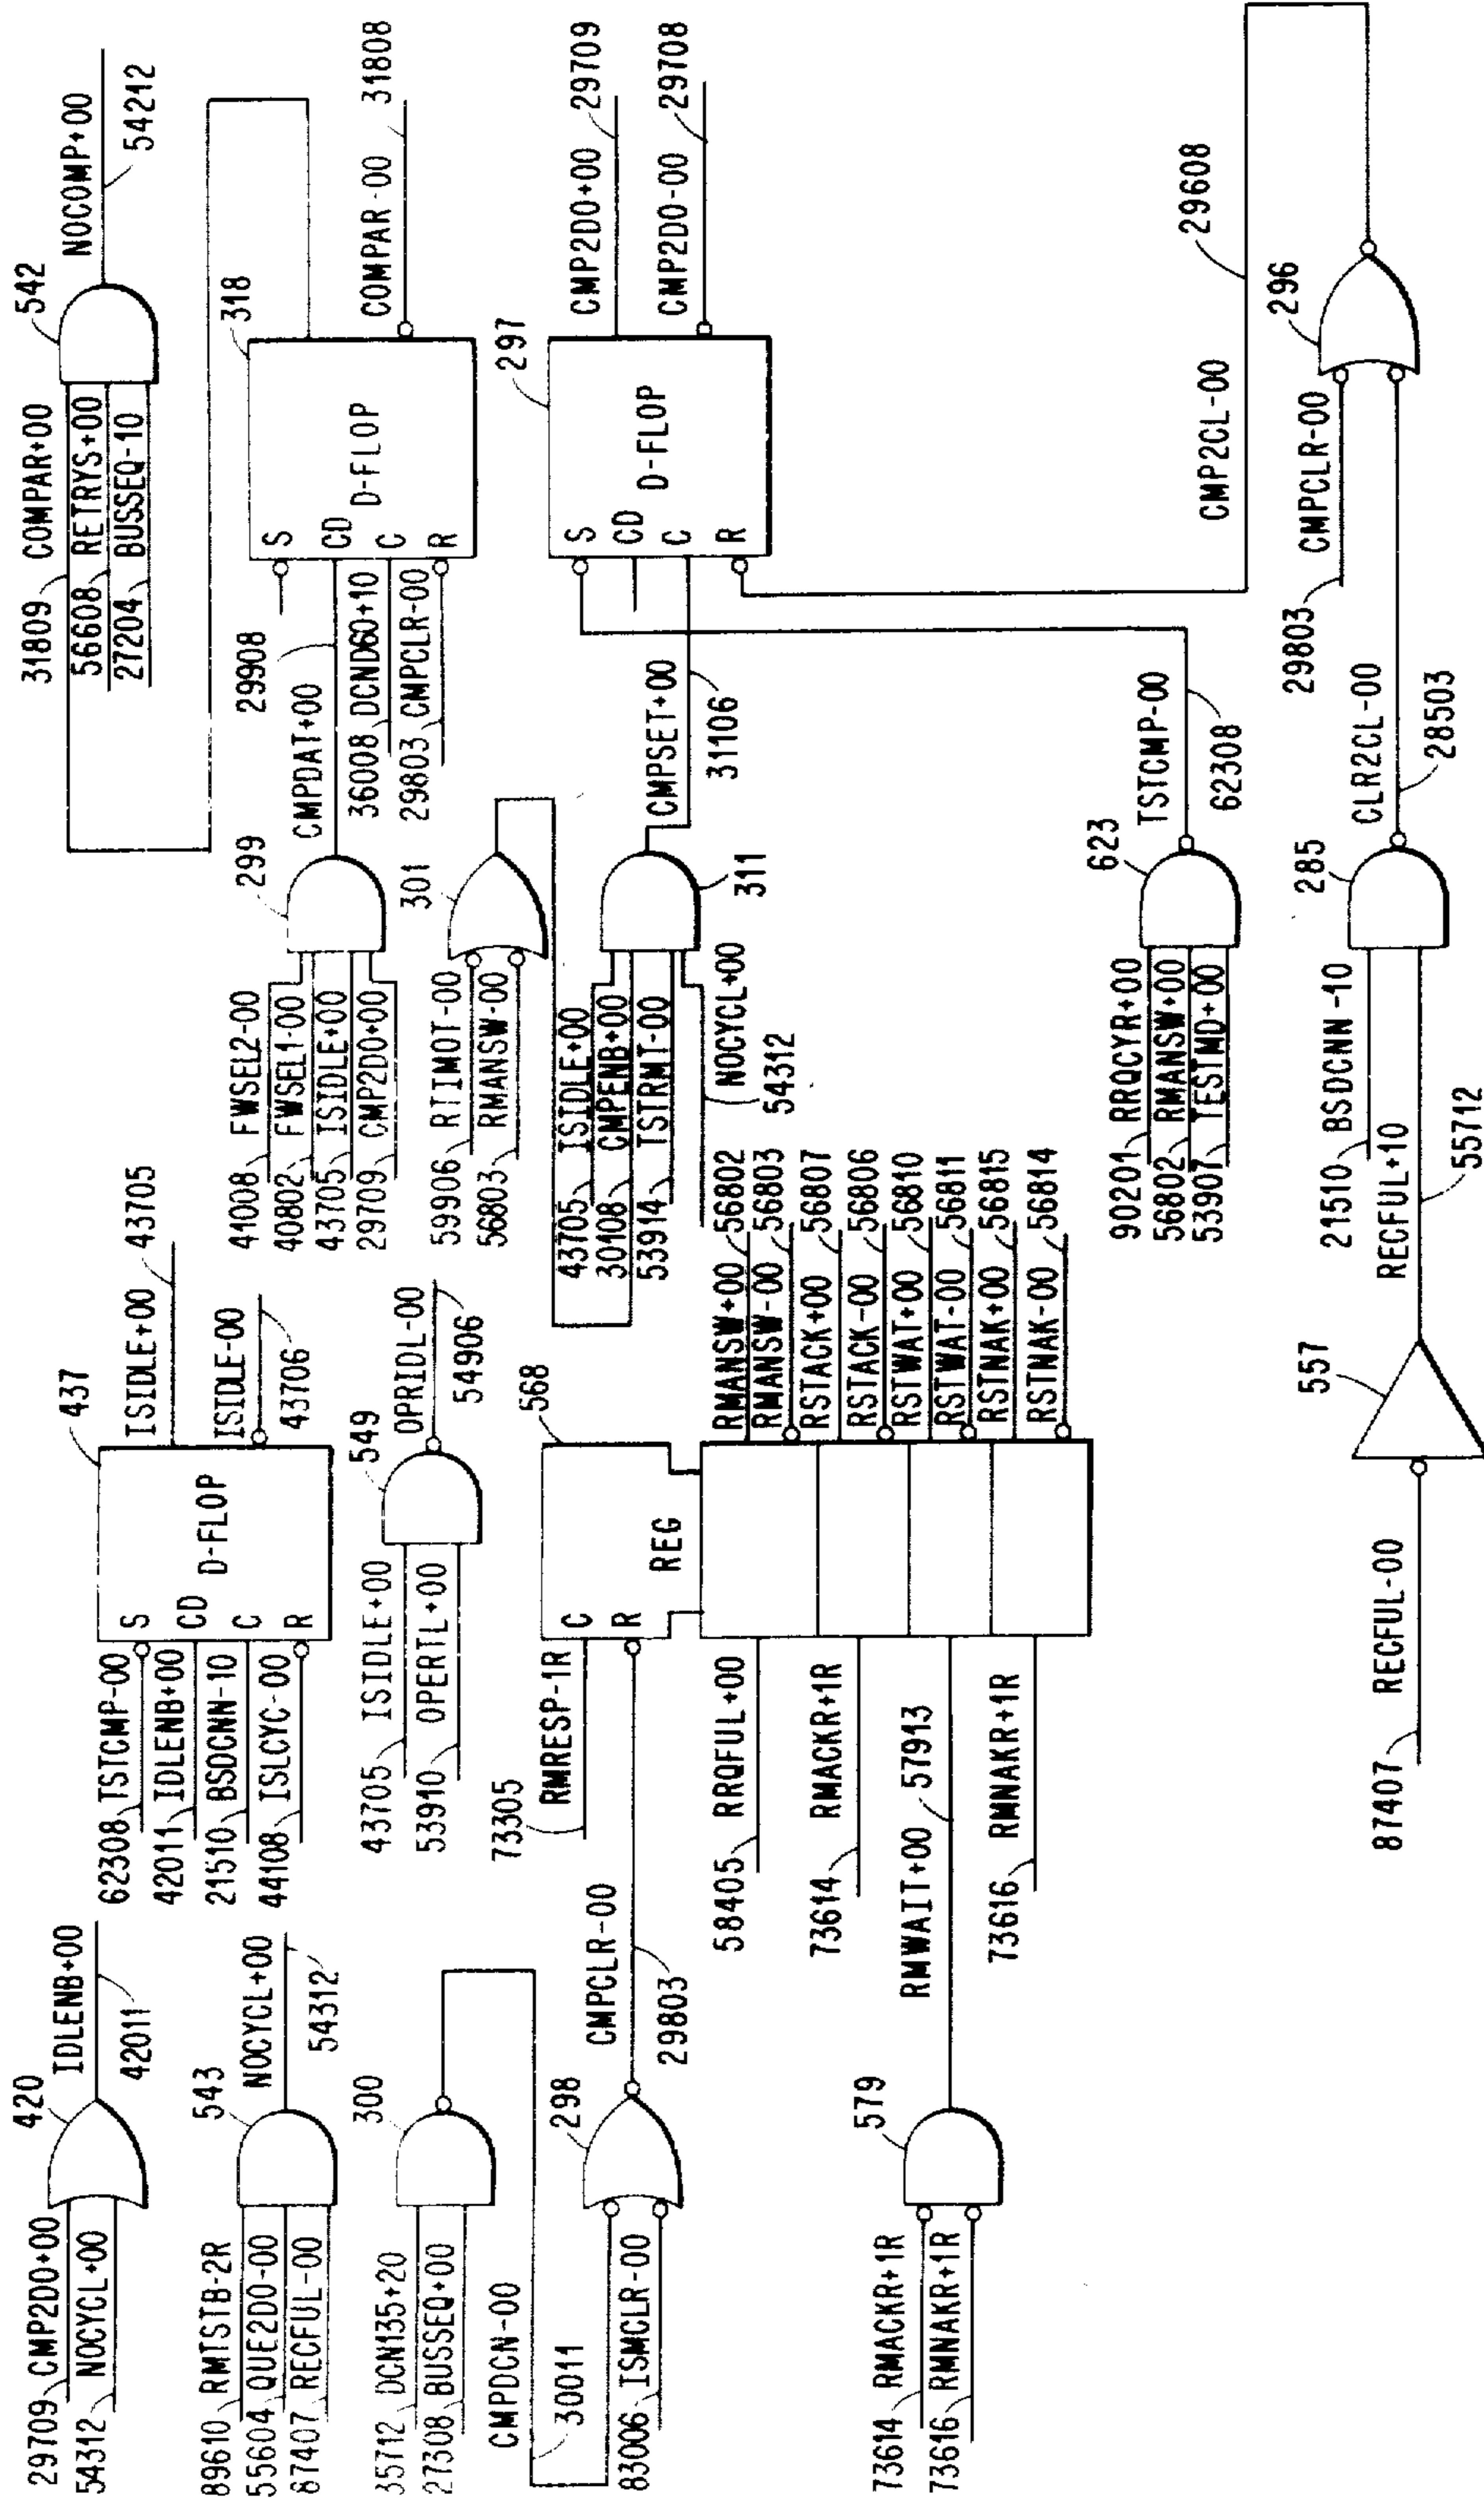 29709 CMP2D0+00
54312 NOCYCL+00
420
IDLENB+00
42011
89610 RMTSTB-2R
55604 QUE2D0-00
87407 RECFUL-00
543
NOCYCL+00
54312
35712 DCN135+20
27308 BUSSEQ+00
300
CMPDCN-00
30011
83006 ISMCLR-00
298
CMPCLR-00
29803
73614 RMACKR+1R
73616 RMNAKR+1R
579
RMWAIT+00 57913
62308 TSTCMP-00
42011 IDLENB+00
21510 BSDCNN-10
44108 ISLCYC-00
S
CD
C
R
D-FLOP
437
ISIDLE+00 43705
ISIDLE-00
43706
43705 ISIDLE+00
53910 OPERTL+00
549
OPRIDL-00
54906
73305 RMRESP-1R
C
R
REG
568
58405 RRQFUL+00
73614 RMACKR+1R
73616 RMNAKR+1R
RMANSW+00 56802
RMANSW-00 56803
RSTACK+00 56807
RSTACK-00 56806
RSTWAT+00 56810
RSTWAT-00 56811
RSTNAK+00 56815
RSTNAK-00 56814
41008 FWSEL2-00
40802 FWSEL1-00
43705 ISIDLE+00
29709 CMP2D0+00
299
CMPDAT+00
29908
59906 RTIMOT-00
56803 RMANSW-00
301
43705 ISIDLE+00
30108 CMPENB+00
53914 TSTRMT-00
NOCYCL+00
54312
311
CMPSET+00
31106
31809 COMPAR+00
56608 RETRYS+00
27204 BUSSEQ-10
542
NOCOMP+00
54212
36008 DCND60+10
29803 CMPCLR-00
S
CD
C
R
D-FLOP
318
COMPAR-00 31808
S
CD
C
R
D-FLOP
297
CMP2D0+00 29709
CMP2D0-00 29708
90201 RRQCYR+00
56802 RMANSW+00
53907 TESTMD+00
623
TSTCMP-00
62308
CMP2CL-00
29608
87407 RECFUL-00
557
RECFUL+10
55712
21510 BSDCNN-10
285
CLR2CL-00
28503
29803 CMPCLR-00
296